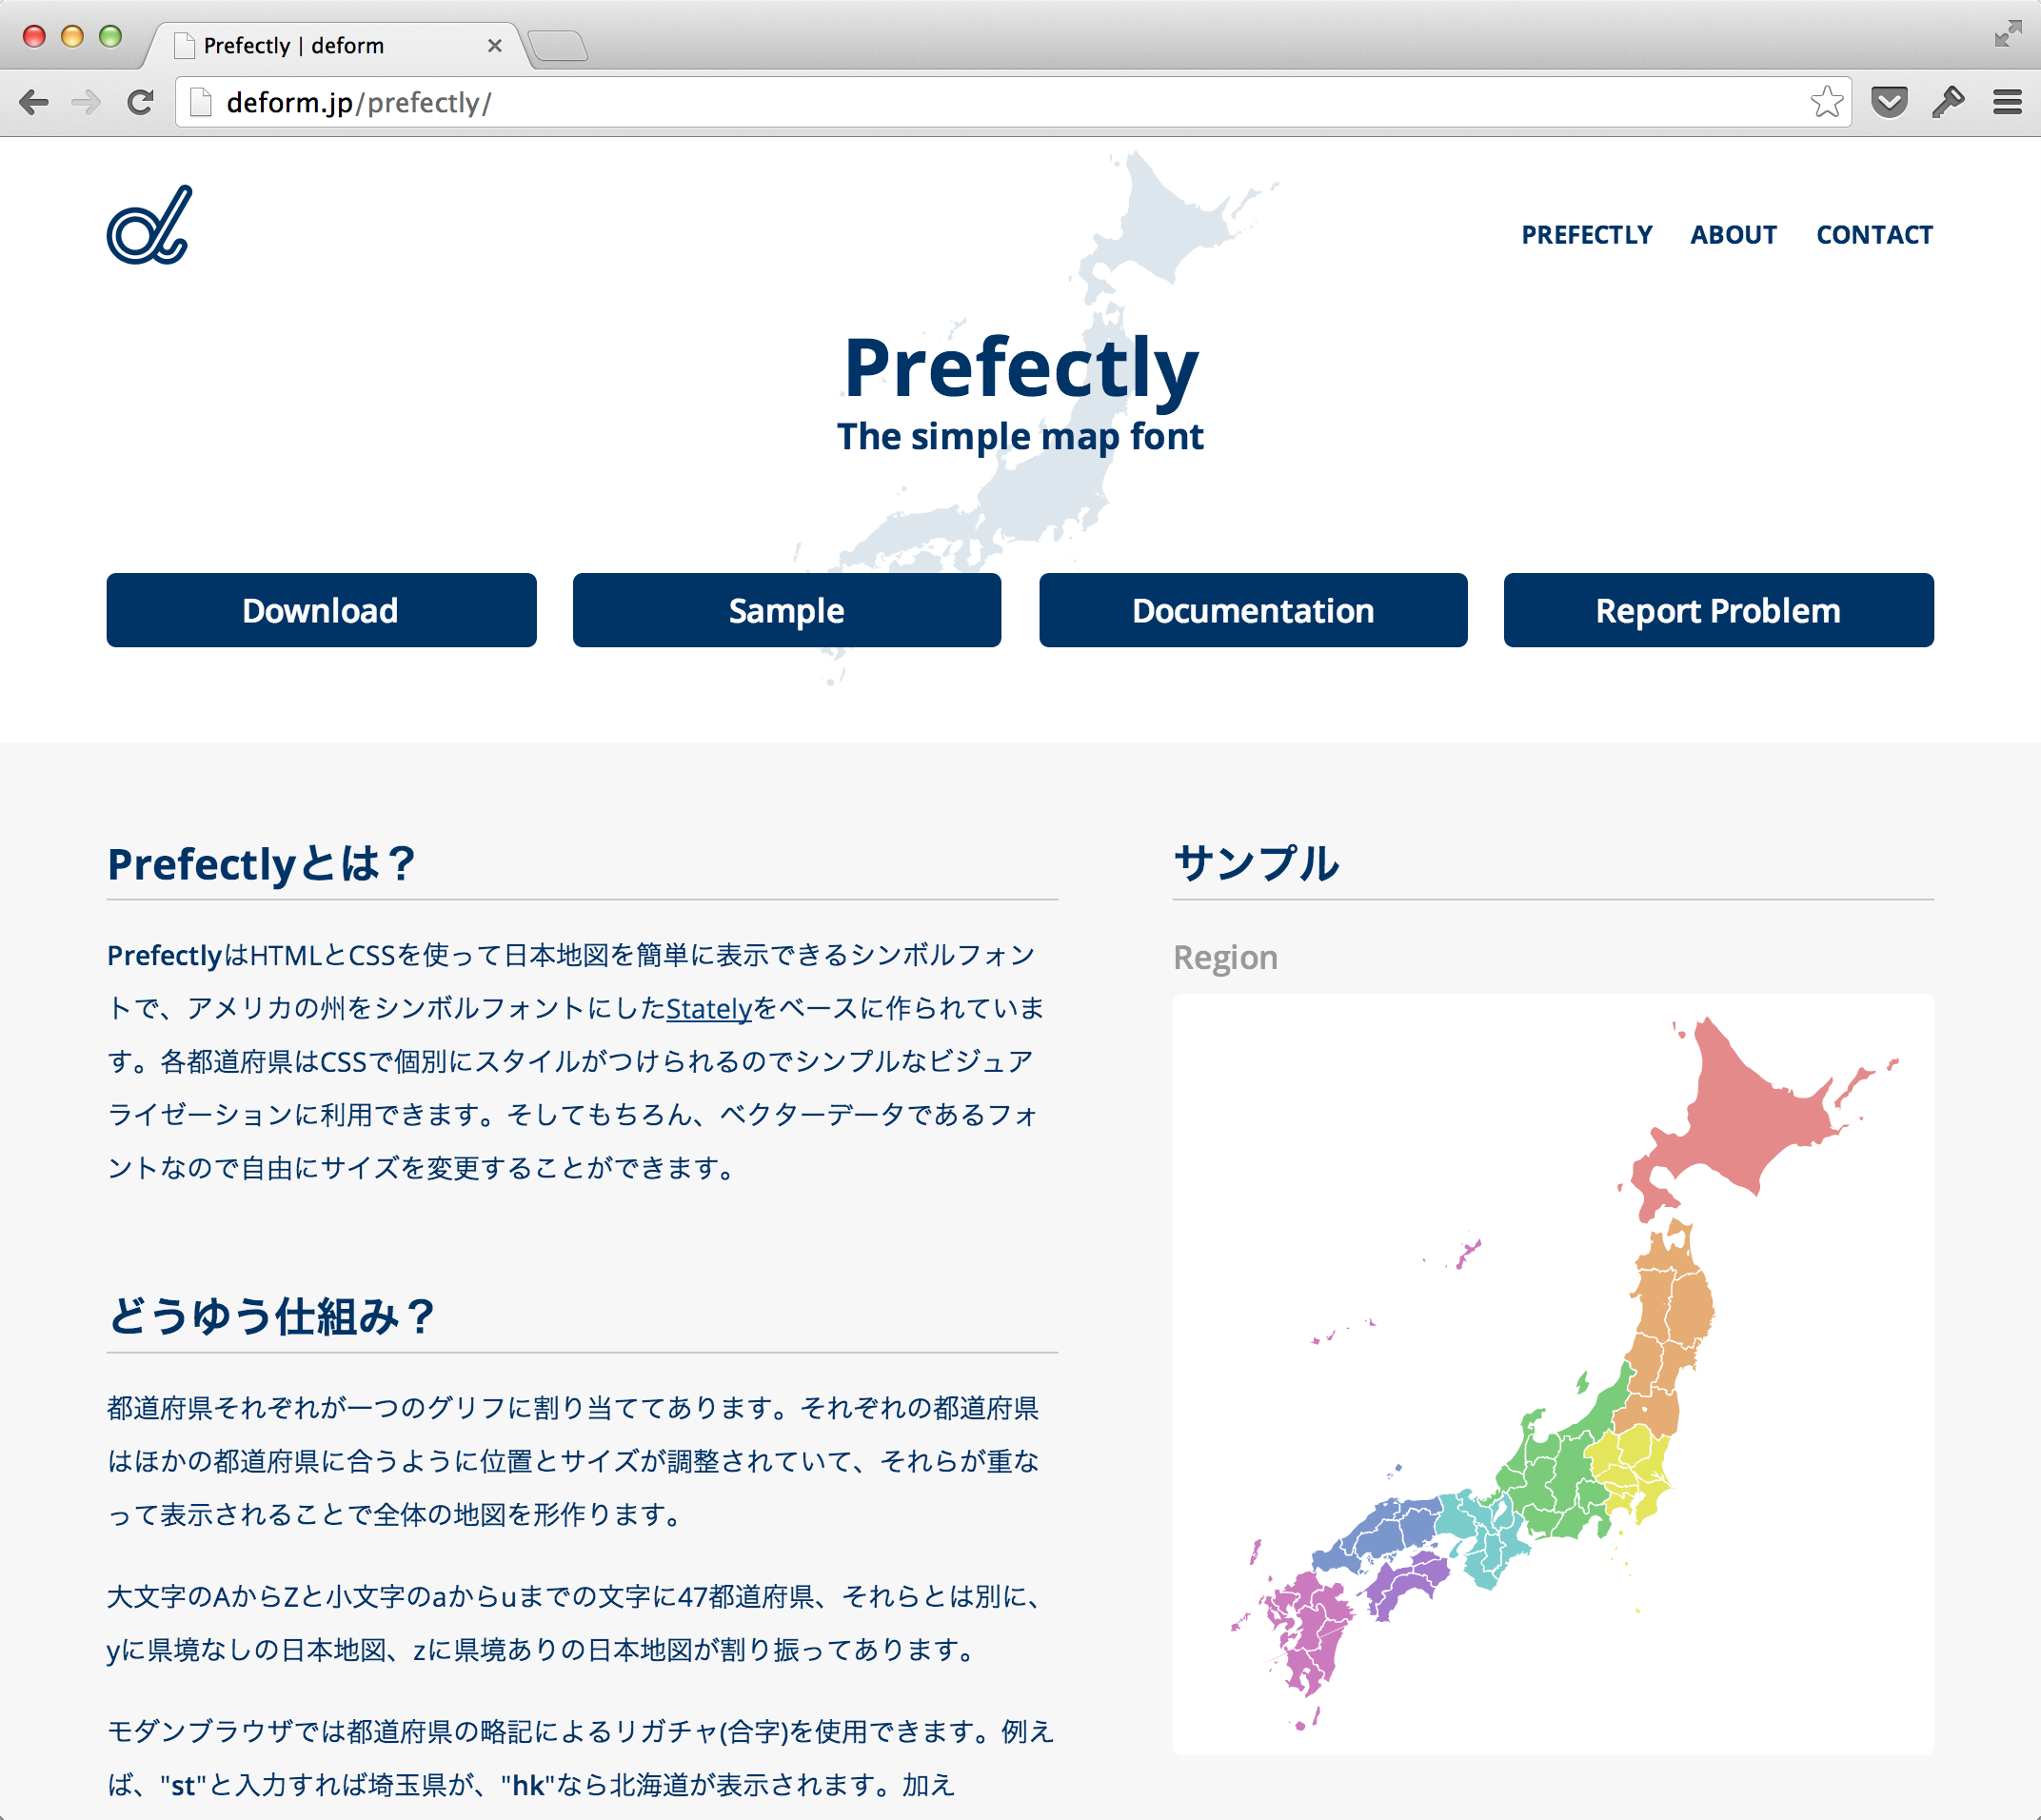 Prefectly | deform
deform.jp/prefectly/
PREFECTLY ABOUT CONTACT
Prefectly
The simple map font
Download Sample Documentation Report Problem
Prefectlyとは？
PrefectlyはHTMLとCSSを使って日本地図を簡単に表示できるシンボルフォン
トで、アメリカの州をシンボルフォントにしたStatelyをベースに作られていま
す。各都道府県はCSSで個別にスタイルがつけられるのでシンプルなビジュア
ライゼーションに利用できます。そしてもちろん、ベクターデータであるフォ
ントなので自由にサイズを変更することができます。
どうゆう仕組み？
都道府県それぞれが一つのグリフに割り当ててあります。それぞれの都道府県
はほかの都道府県に合うように位置とサイズが調整されていて、それらが重な
って表示されることで全体の地図を形作ります。
大文字のAからZと小文字のaからuまでの文字に47都道府県、それらとは別に、
yに県境なしの日本地図、zに県境ありの日本地図が割り振ってあります。
モダンブラウザでは都道府県の略記によるリガチャ(合字)を使用できます。例え
ば、"st"と入力すれば埼玉県が、"hk"なら北海道が表示されます。加え
サンプル
Region